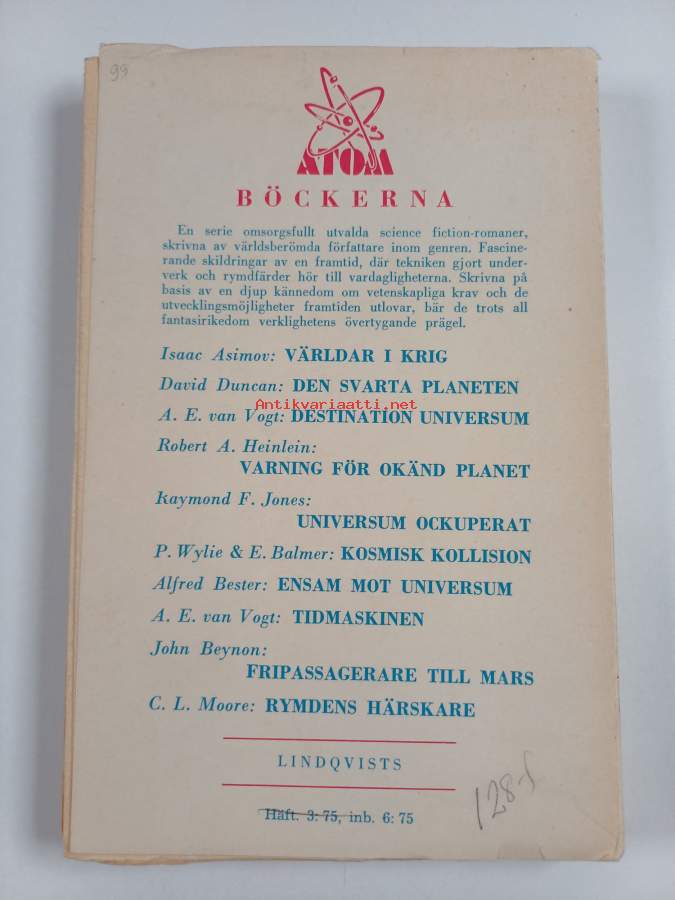 99
ATOM
BÖCKERNA
En serie omsorgsfullt utvalda science fiction-romaner,
skrivna av världsberömda författare inom genren. Fascine-
rande skildringar av en framtid, där tekniken gjort under-
verk och rymdfärder hör till vardagligheterna. Skrivna på
basis av en djup kännedom om vetenskapliga krav och de
utvecklingsmöjligheter framtiden utlovar, bär de trots all
fantasirikedom verklighetens övertygande prägel.
Isaac Asimov: VÄRLDAR I KRIG
David Duncan: DEN SVARTA PLANETEN
Antikvariaatti.net
A. E. van Vogt: DESTINATION UNIVERSUM
Robert A. Heinlein:
VARNING FÖR OKÄND PLANET
Raymond F. Jones:
UNIVERSUM OCKUPERAT
P. Wylie & E. Balmer: KOSMISK KOLLISION
Alfred Bester: ENSAM MOT UNIVERSUM
A. E. van Vogt: TIDMASKINEN
John Beynon:
FRIPASSAGERARE TILL MARS
C. L. Moore: RYMDENS HÄRSKARE
LINDQVISTS
Häft. 3: 75, inb. 6: 75
128:-